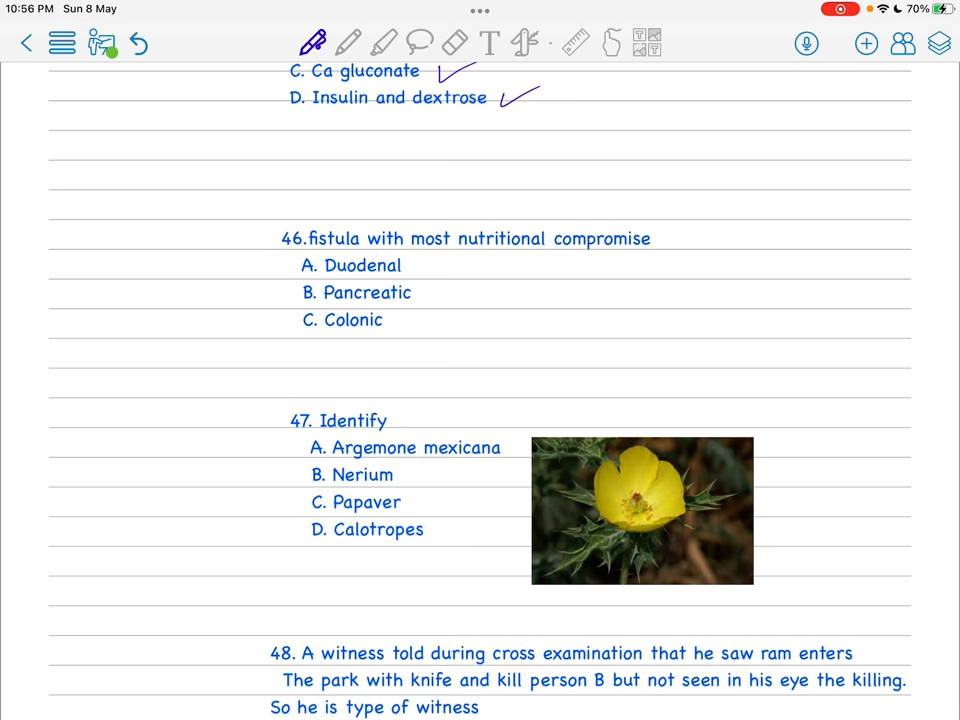 10:56 PM Sun 8 May
70%
C. Ca gluconate
D. Insulin and dextrose
46.fistula with most nutritional compromise
A. Duodenal
B. Pancreatic
C. Colonic
47. Identify
A. Argemone mexicana
B. Nerium
C. Papaver
D. Calotropes
48. A witness told during cross examination that he saw ram enters
The park with knife and kill person B but not seen in his eye the killing.
So he is type of witness